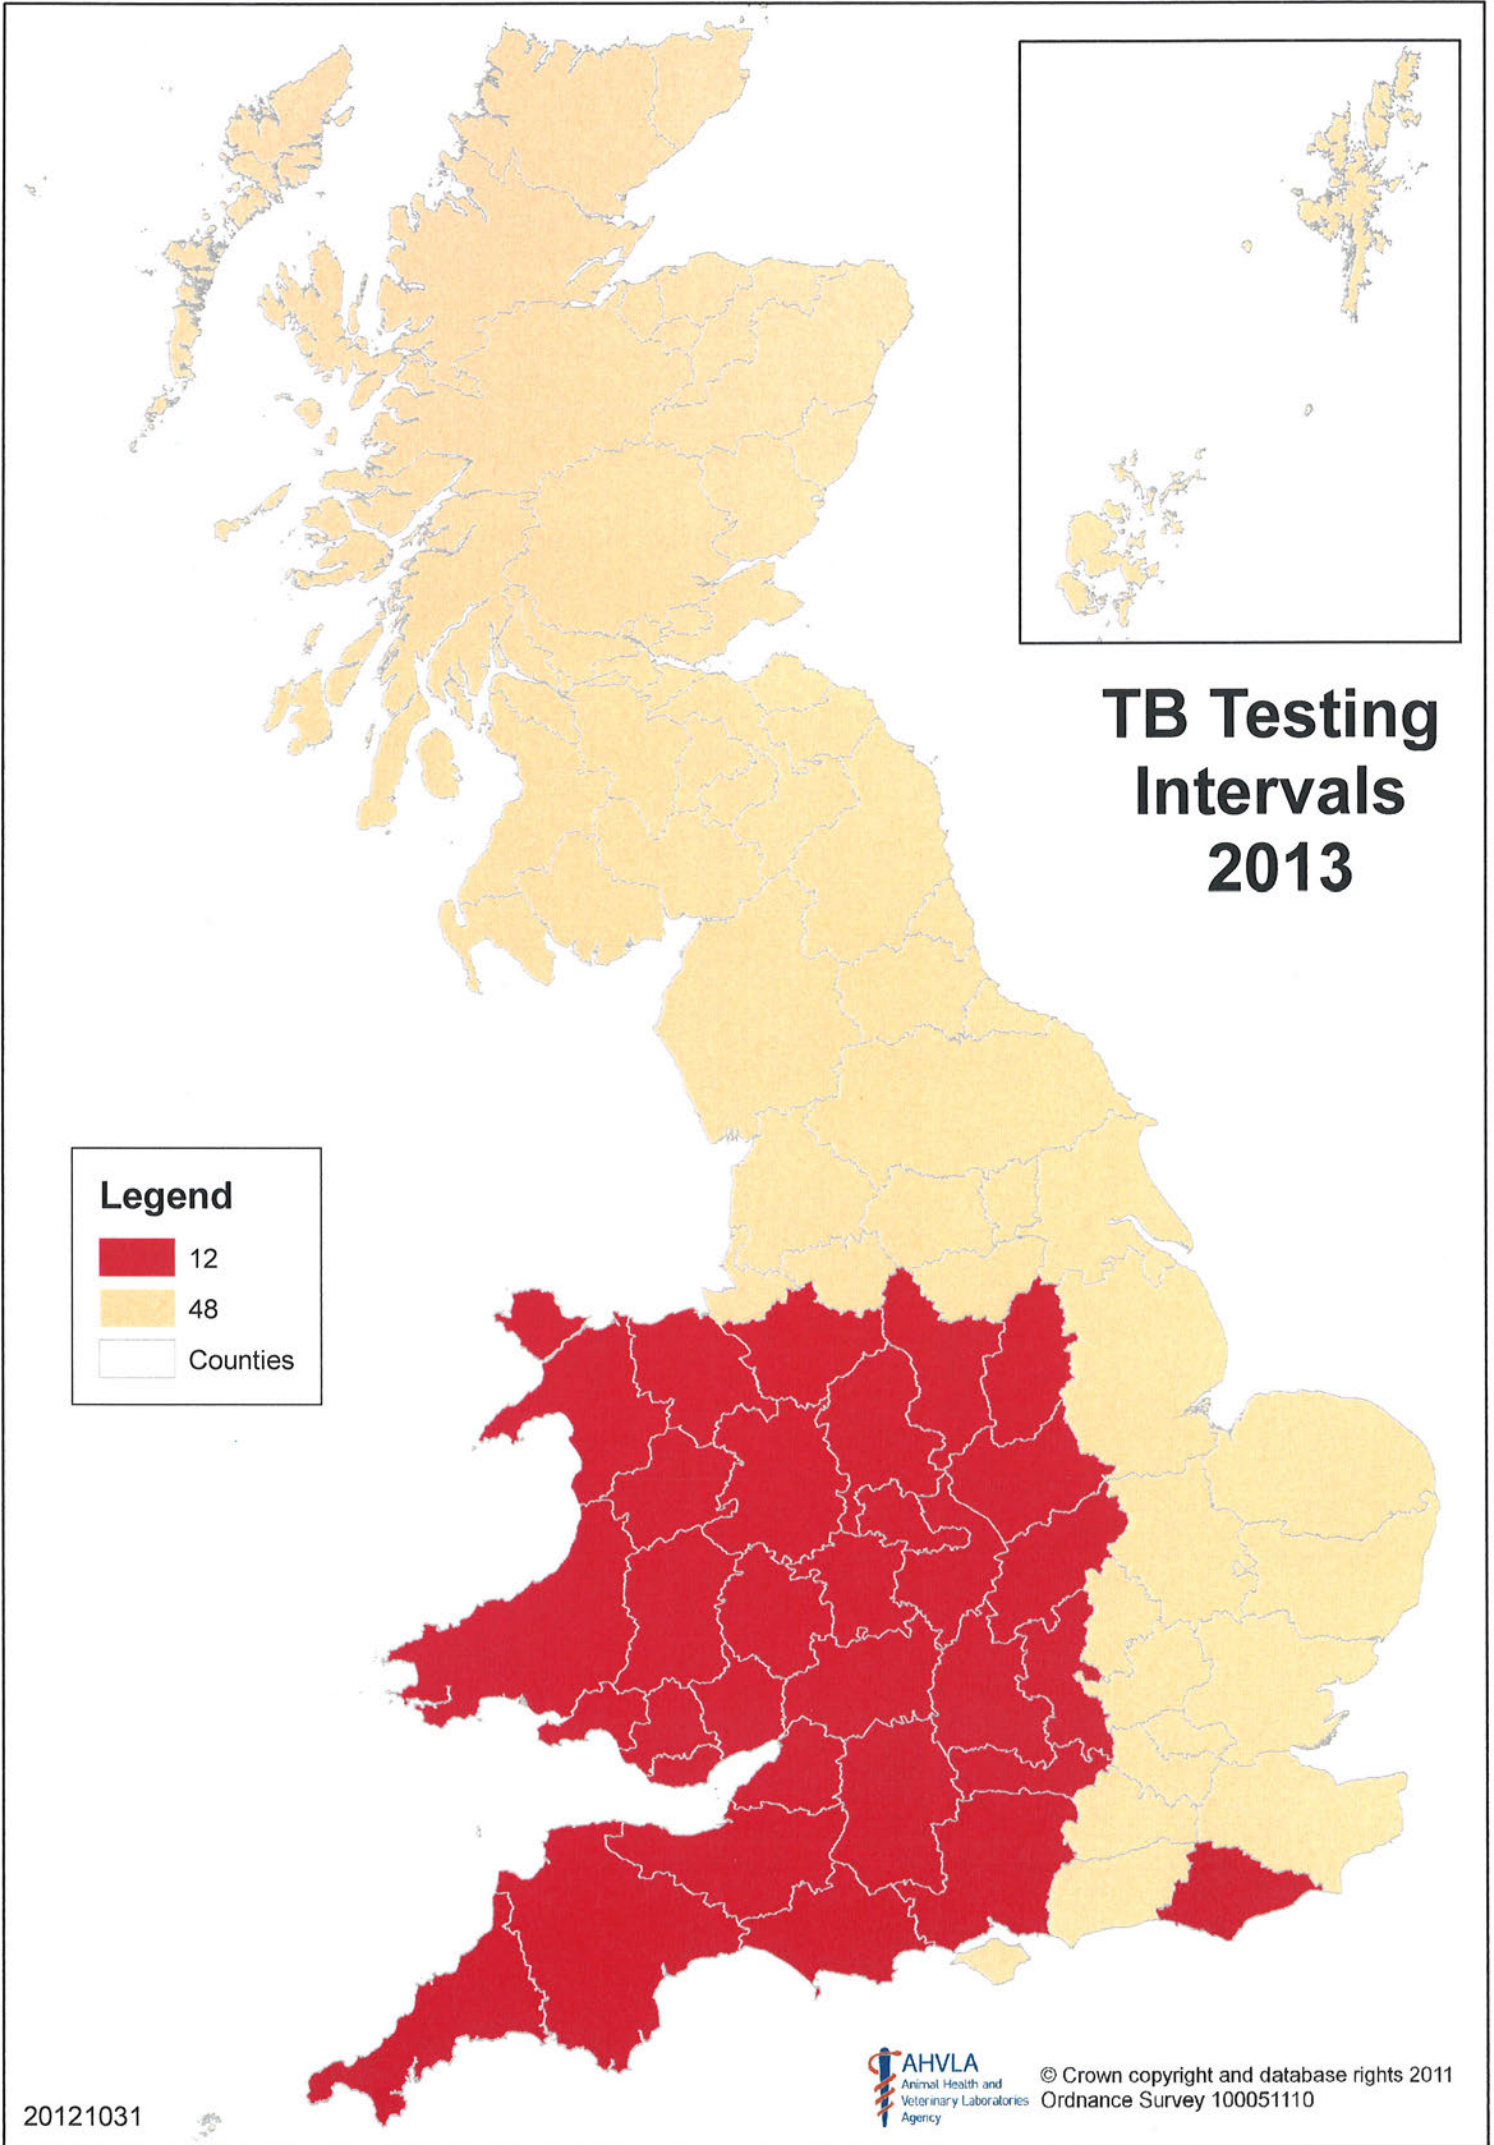 TB Testing
Intervals
2013
Legend
12
48
Counties
20121031
AHVLA
Animal Health and
Veterinary Laboratories
Agency
© Crown copyright and database rights 2011
Ordnance Survey 100051110